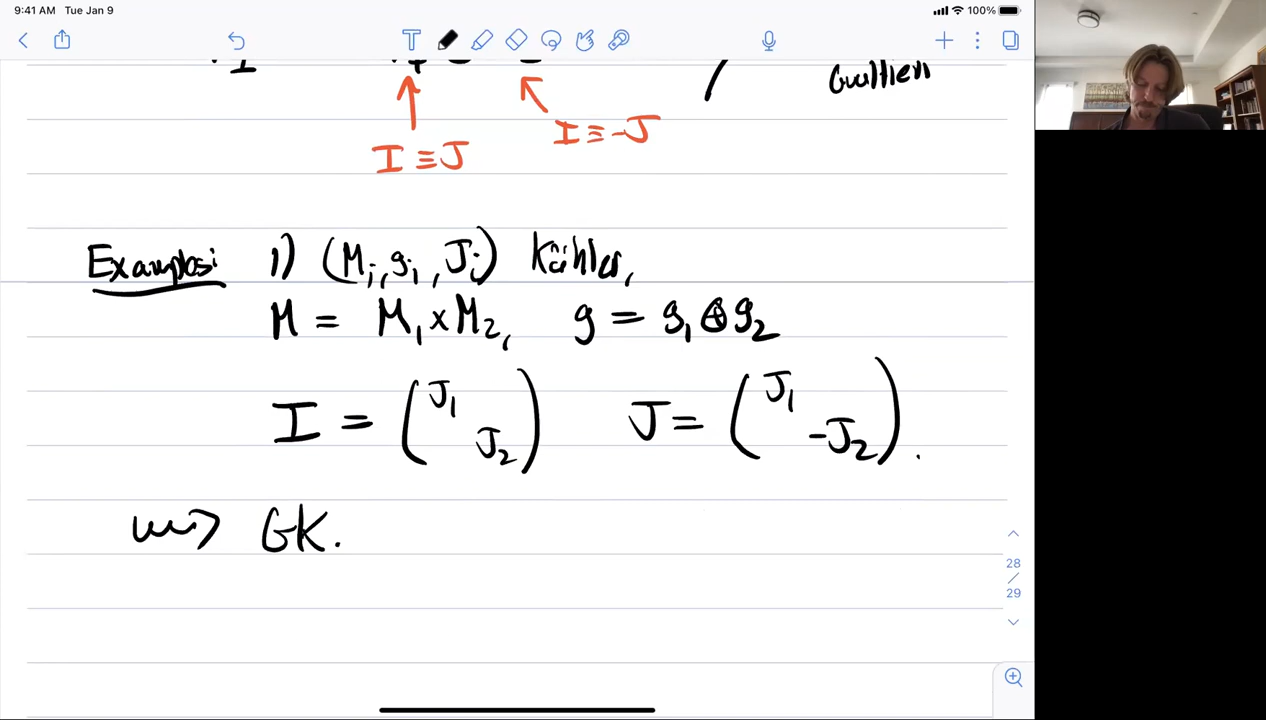 9:41 AM Tue Jan 9 100%
Gualtieri
I ≡ J I ≡ -J
Examples: 1) (Mᵢ, gᵢ, Jᵢ) Kähler,
M = M₁ × M₂, g = g₁ ⊕ g₂
I = ( J₁ J₂ ) J = ( J₁ -J₂ ).
⇝ GK.
28
/
29